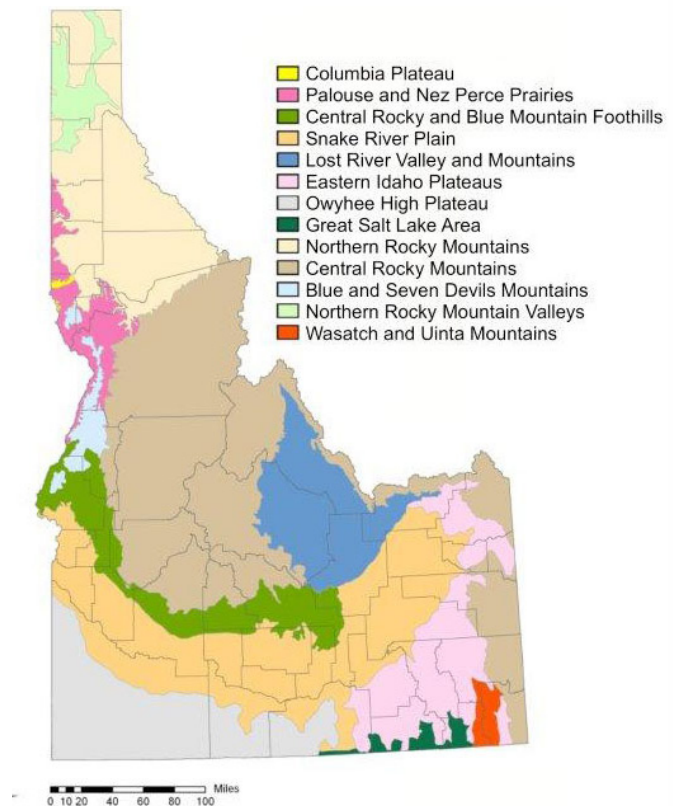 Columbia Plateau
Palouse and Nez Perce Prairies
Central Rocky and Blue Mountain Foothills
Snake River Plain
Lost River Valley and Mountains
Eastern Idaho Plateaus
Owyhee High Plateau
Great Salt Lake Area
Northern Rocky Mountains
Central Rocky Mountains
Blue and Seven Devils Mountains
Northern Rocky Mountain Valleys
Wasatch and Uinta Mountains
Miles
0 10 20 40 60 80 100